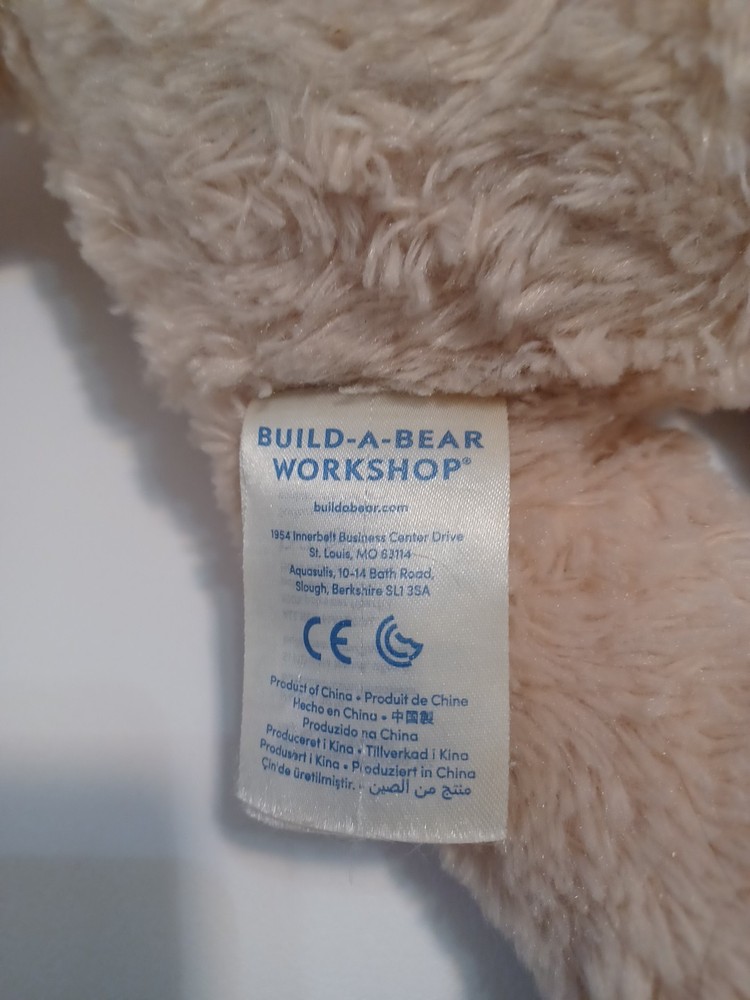 BUILD-A-BEAR
WORKSHOP®
buildabear.com
1954 Innerbelt Business Center Drive
St. Louis, MO 63114
Aquasulis, 10-14 Bath Road,
Slough, Berkshire SL1 3SA
CE
Product of China • Produit de Chine
Hecho en China • 中国製
Produzido na China
Produceret i Kina • Tillverkad i Kina
Produsert i Kina • Produziert in China
Çin'de üretilmiştir. • منتج من الصين